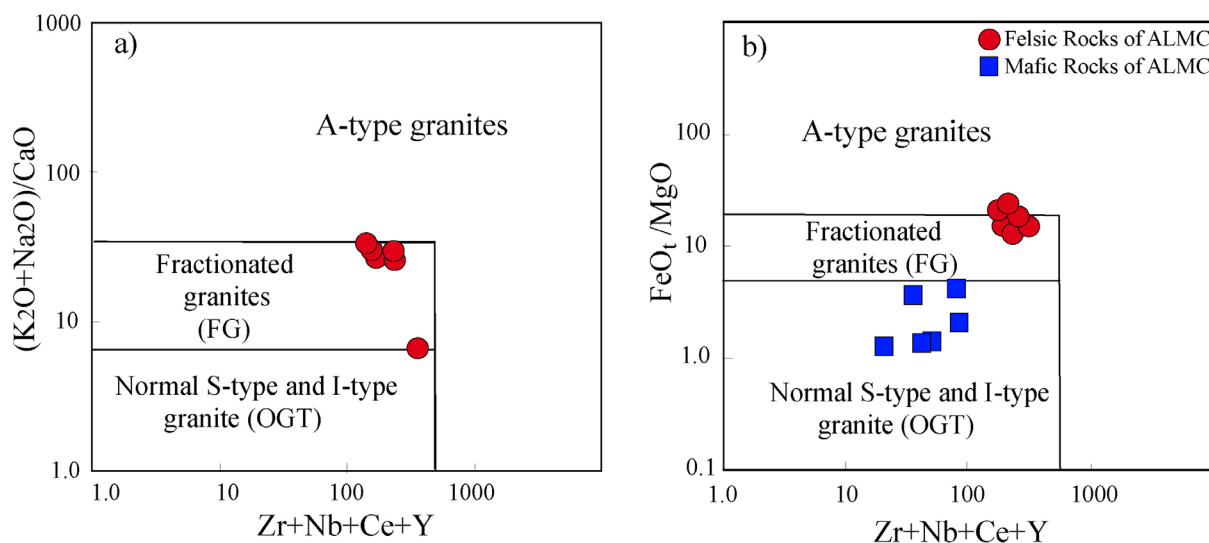 a)
(K2O+Na2O)/CaO
1000
100
10
1.0
A-type granites
Fractionated
granites
(FG)
Normal S-type and I-type
granite (OGT)
1.0
10
100
1000
Zr+Nb+Ce+Y
b)
Felsic Rocks of ALMC
Mafic Rocks of ALMC
FeOt /MgO
100
10
1.0
0.1
A-type granites
Fractionated
granites (FG)
Normal S-type and I-type
granite (OGT)
1.0
10
100
1000
Zr+Nb+Ce+Y